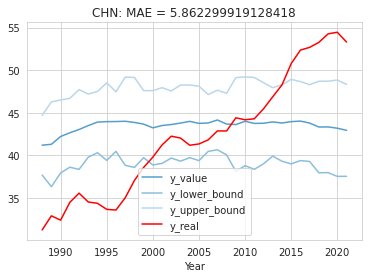 CHN: MAE = 5.862299919128418
55
50
45
40
35
y_value
y_lower_bound
y_upper_bound
y_real
1990 1995 2000 2005 2010 2015 2020
Year